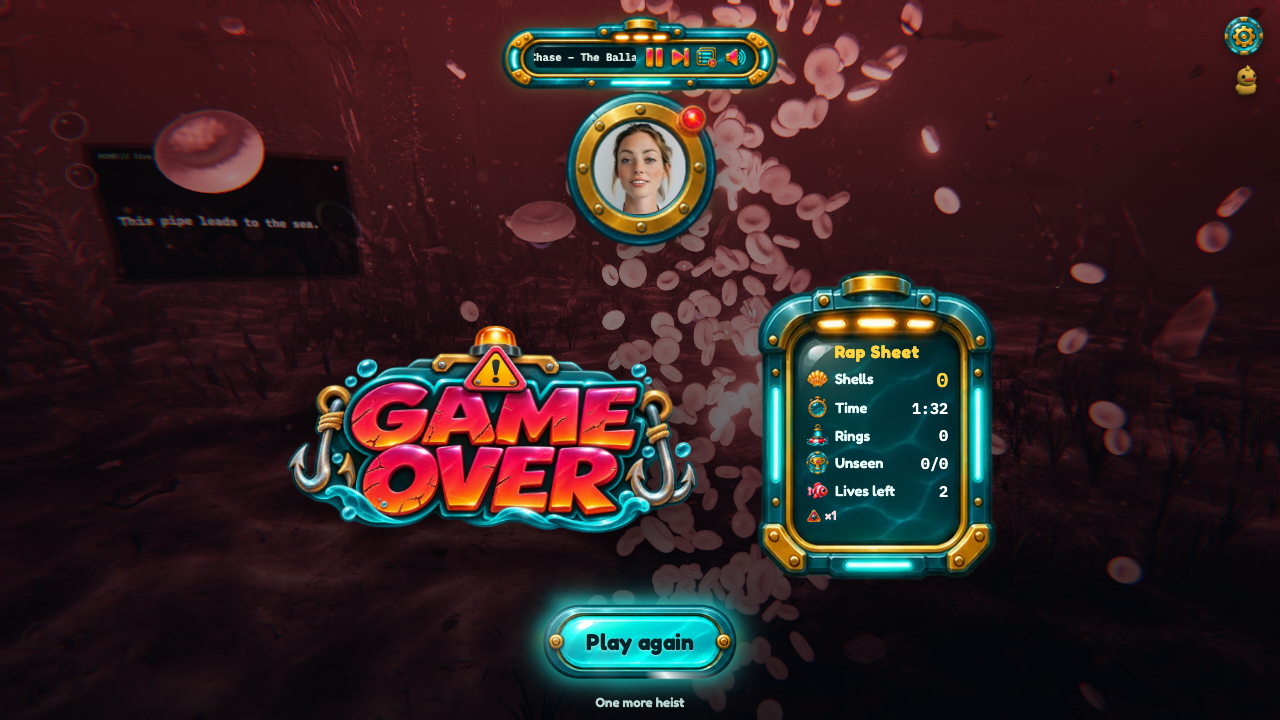 Chase – The Balla
This pipe leads to the sea.
!
GAME
OVER
Rap Sheet
Shells 0
Time 1:32
Rings 0
Unseen 0/0
Lives left 2
x1
Play again
One more heist